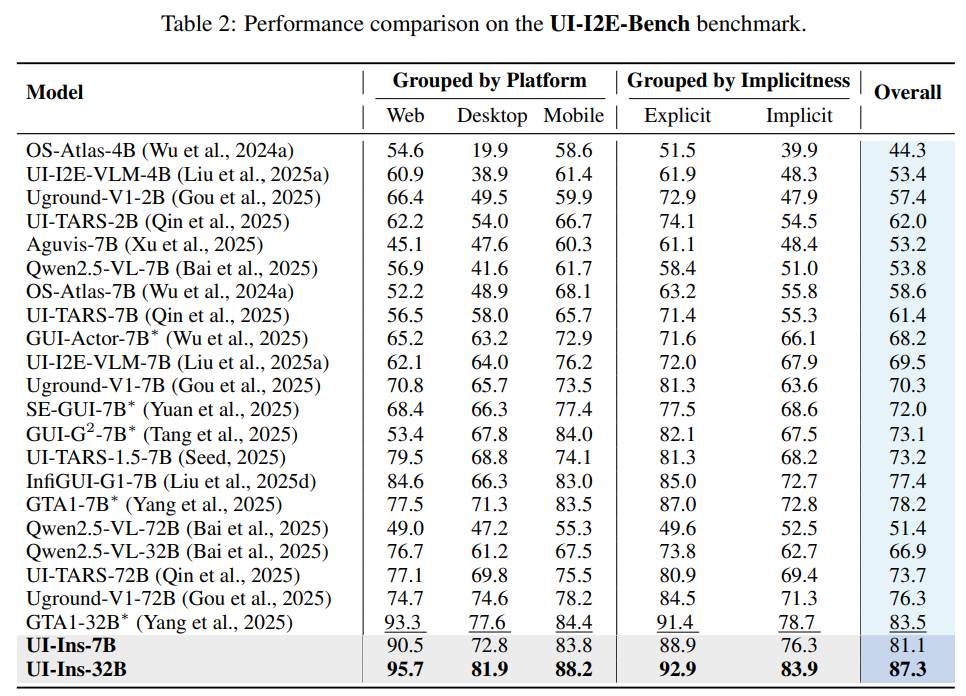 Table 2: Performance comparison on the UI-I2E-Bench benchmark.
Model Grouped by Platform Grouped by Implicitness Overall
Web Desktop Mobile Explicit Implicit
OS-Atlas-4B (Wu et al., 2024a) 54.6 19.9 58.6 51.5 39.9 44.3
UI-I2E-VLM-4B (Liu et al., 2025a) 60.9 38.9 61.4 61.9 48.3 53.4
Uground-V1-2B (Gou et al., 2025) 66.4 49.5 59.9 72.9 47.9 57.4
UI-TARS-2B (Qin et al., 2025) 62.2 54.0 66.7 74.1 54.5 62.0
Aguvis-7B (Xu et al., 2025) 45.1 47.6 60.3 61.1 48.4 53.2
Qwen2.5-VL-7B (Bai et al., 2025) 56.9 41.6 61.7 58.4 51.0 53.8
OS-Atlas-7B (Wu et al., 2024a) 52.2 48.9 68.1 63.2 55.8 58.6
UI-TARS-7B (Qin et al., 2025) 56.5 58.0 65.7 71.4 55.3 61.4
GUI-Actor-7B* (Wu et al., 2025) 65.2 63.2 72.9 71.6 66.1 68.2
UI-I2E-VLM-7B (Liu et al., 2025a) 62.1 64.0 76.2 72.0 67.9 69.5
Uground-V1-7B (Gou et al., 2025) 70.8 65.7 73.5 81.3 63.6 70.3
SE-GUI-7B* (Yuan et al., 2025) 68.4 66.3 77.4 77.5 68.6 72.0
GUI-G²-7B* (Tang et al., 2025) 53.4 67.8 84.0 82.1 67.5 73.1
UI-TARS-1.5-7B (Seed, 2025) 79.5 68.8 74.1 81.3 68.2 73.2
InfiGUI-G1-7B (Liu et al., 2025d) 84.6 66.3 83.0 85.0 72.7 77.4
GTA1-7B* (Yang et al., 2025) 77.5 71.3 83.5 87.0 72.8 78.2
Qwen2.5-VL-72B (Bai et al., 2025) 49.0 47.2 55.3 49.6 52.5 51.4
Qwen2.5-VL-32B (Bai et al., 2025) 76.7 61.2 67.5 73.8 62.7 66.9
UI-TARS-72B (Qin et al., 2025) 77.1 69.8 75.5 80.9 69.4 73.7
Uground-V1-72B (Gou et al., 2025) 74.7 74.6 78.2 84.5 71.3 76.3
GTA1-32B* (Yang et al., 2025) 93.3 77.6 84.4 91.4 78.7 83.5
UI-Ins-7B 90.5 72.8 83.8 88.9 76.3 81.1
UI-Ins-32B 95.7 81.9 88.2 92.9 83.9 87.3